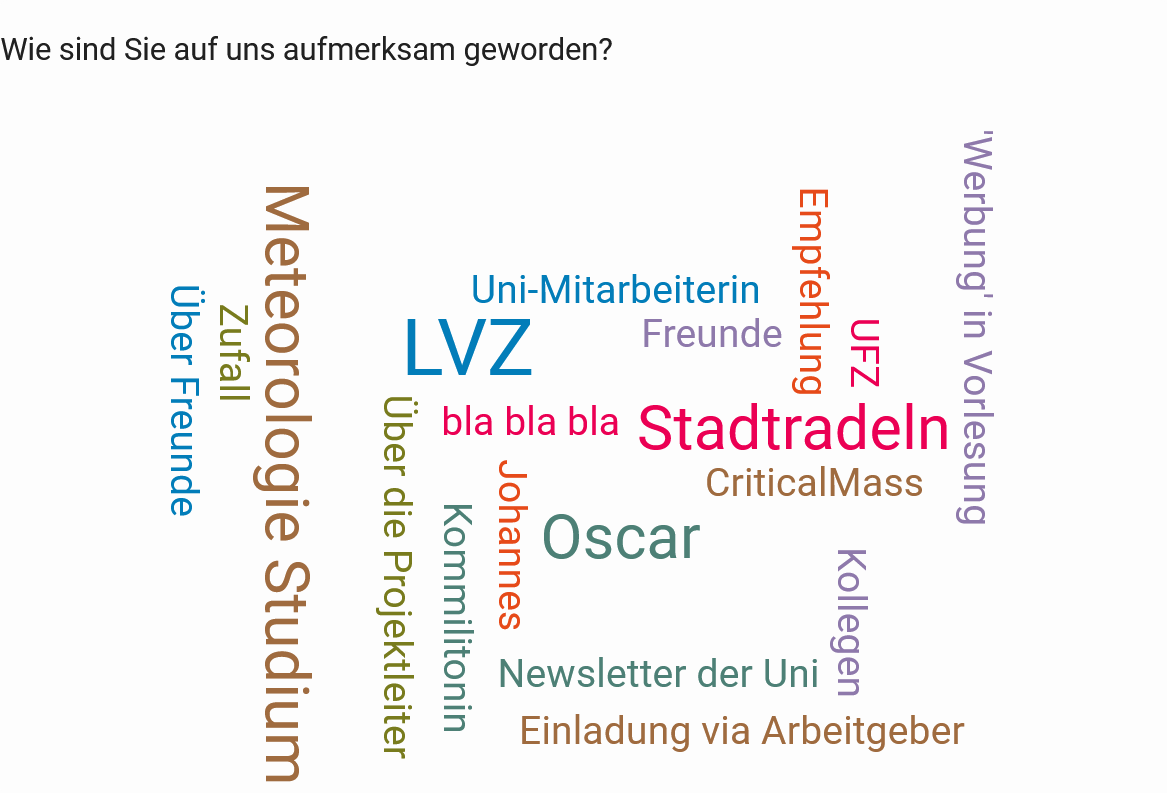 Wie sind Sie auf uns aufmerksam geworden?
Über Freunde
Zufall
Meteorologie Studium
Uni-Mitarbeiterin
LVZ
Freunde
Empfehlung
UFZ
'Werbung' in Vorlesung
bla bla bla
Stadtradeln
CriticalMass
Über die Projektleiter
Kommilitonin
Johannes
Oscar
Kollegen
Newsletter der Uni
Einladung via Arbeitgeber